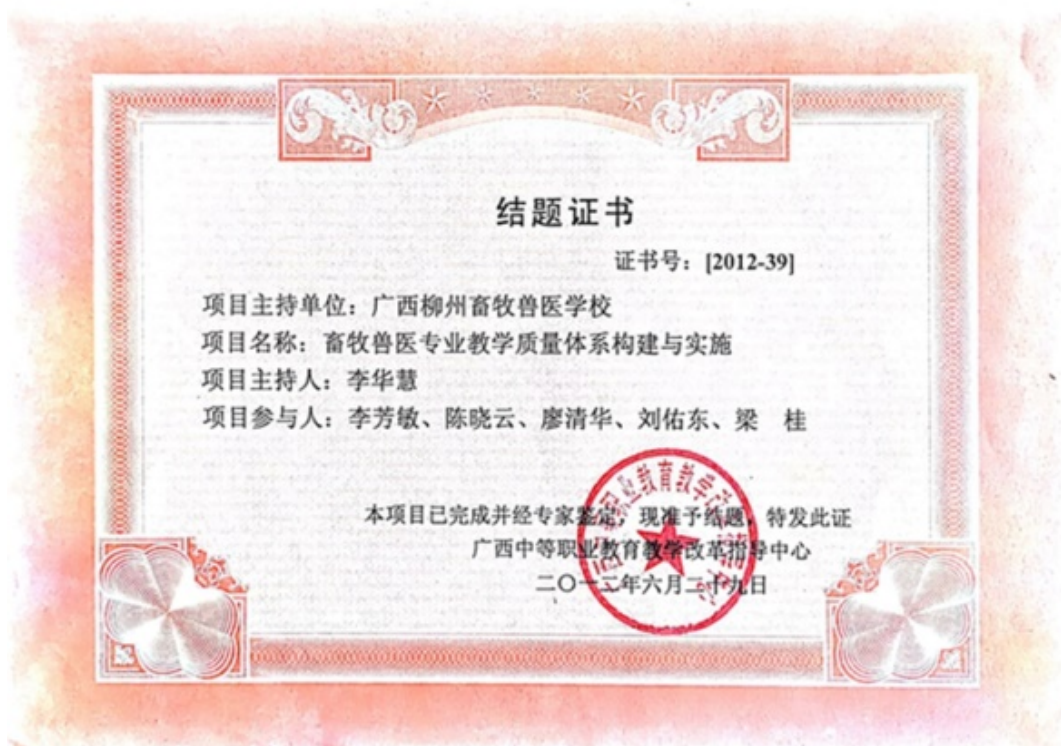 结题证书
证书号：[2012-39]
项目主持单位：广西柳州畜牧兽医学校
项目名称：畜牧兽医专业教学质量体系构建与实施
项目主持人：李华慧
项目参与人：李芳敏、陈晓云、廖清华、刘佑东、梁　桂
本项目已完成并经专家鉴定，现准予结题，特发此证
广西中等职业教育教学改革指导中心
二〇一二年六月二十九日